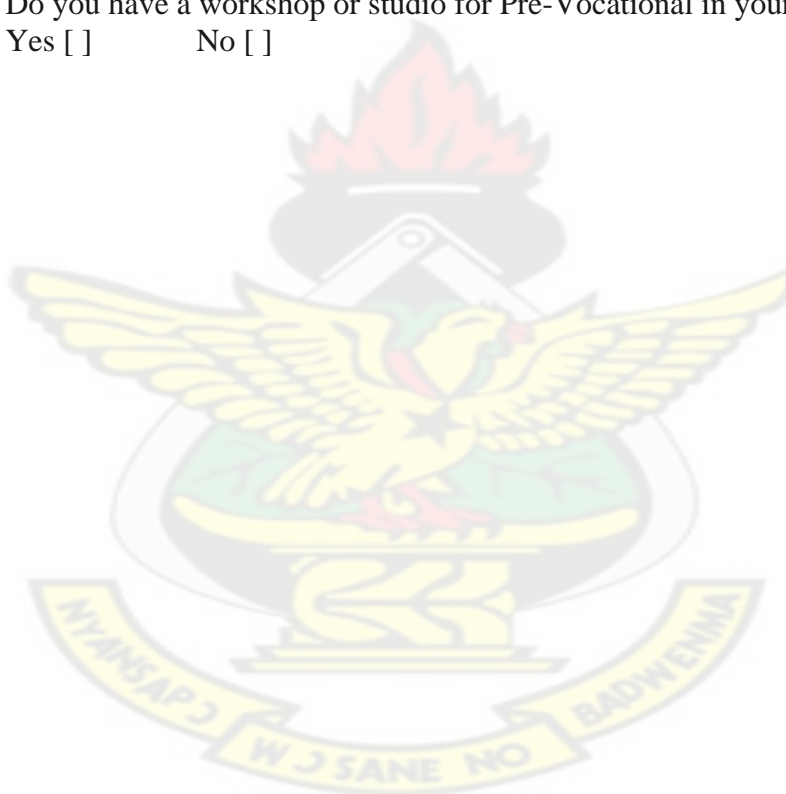 Do you have a workshop or studio for Pre-Vocational in your
Yes [ ] No [ ]
NYANSAPƆ WƆSANE NO BADWENMA